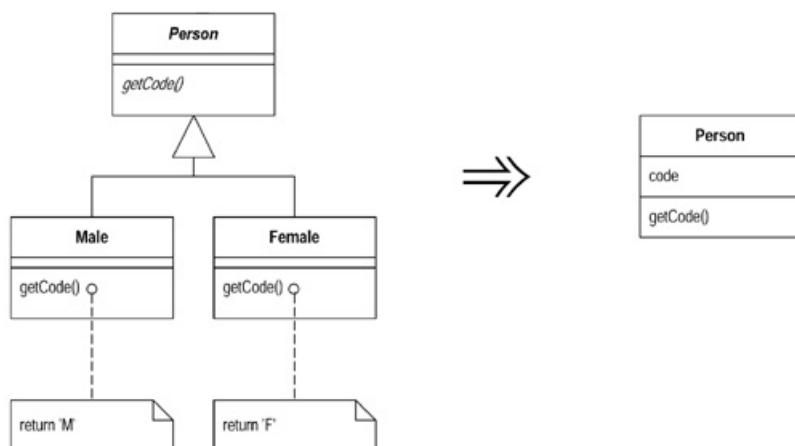 Person
getCode()
Male
getCode()
return 'M'
Female
getCode()
return 'F'
Person
code
getCode()